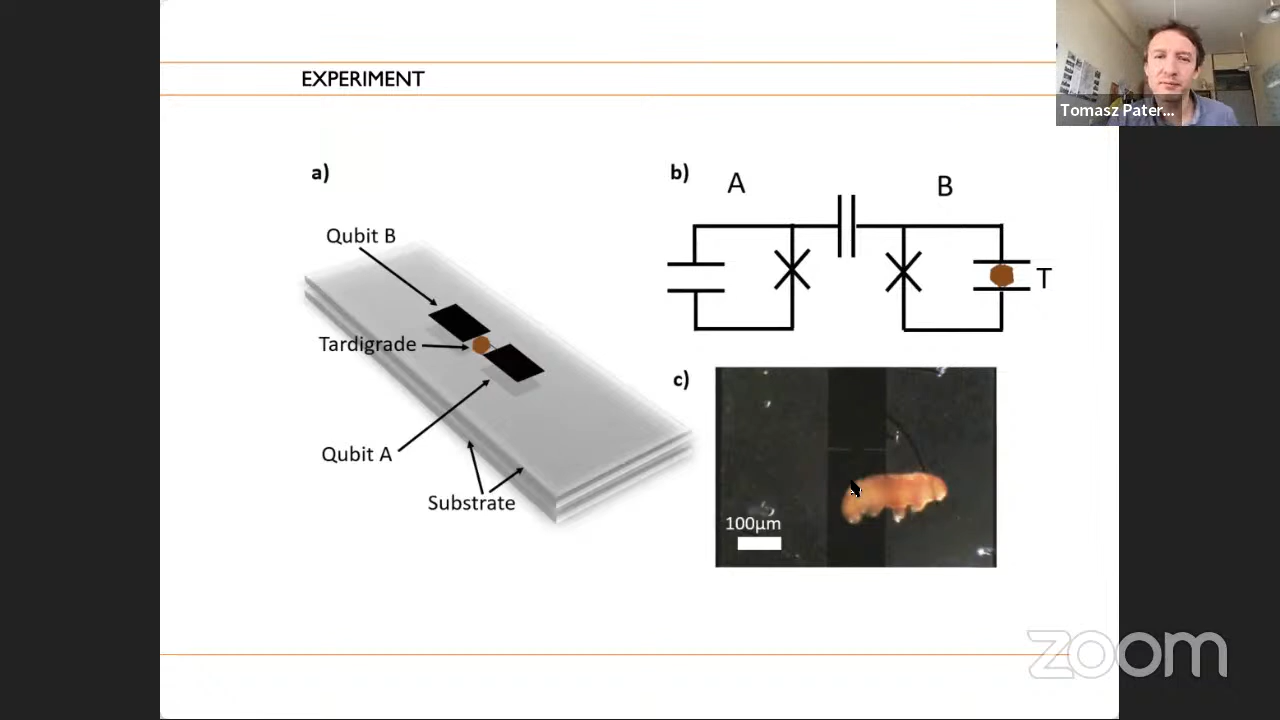 EXPERIMENT
Tomasz Pater...
a)
Qubit B
Tardigrade
Qubit A
Substrate
b)
A
B
T
c)
100µm
zoom